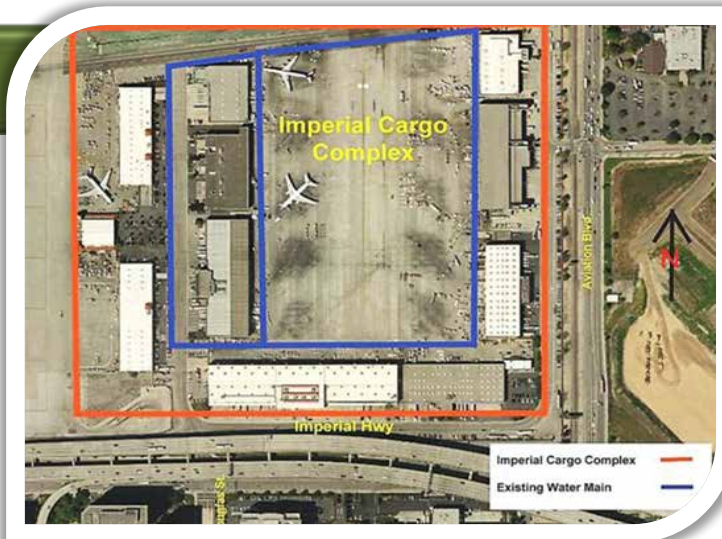 Imperial Cargo
Complex
Aviation Blvd
N
Imperial Hwy
Imperial Cargo Complex
Existing Water Main